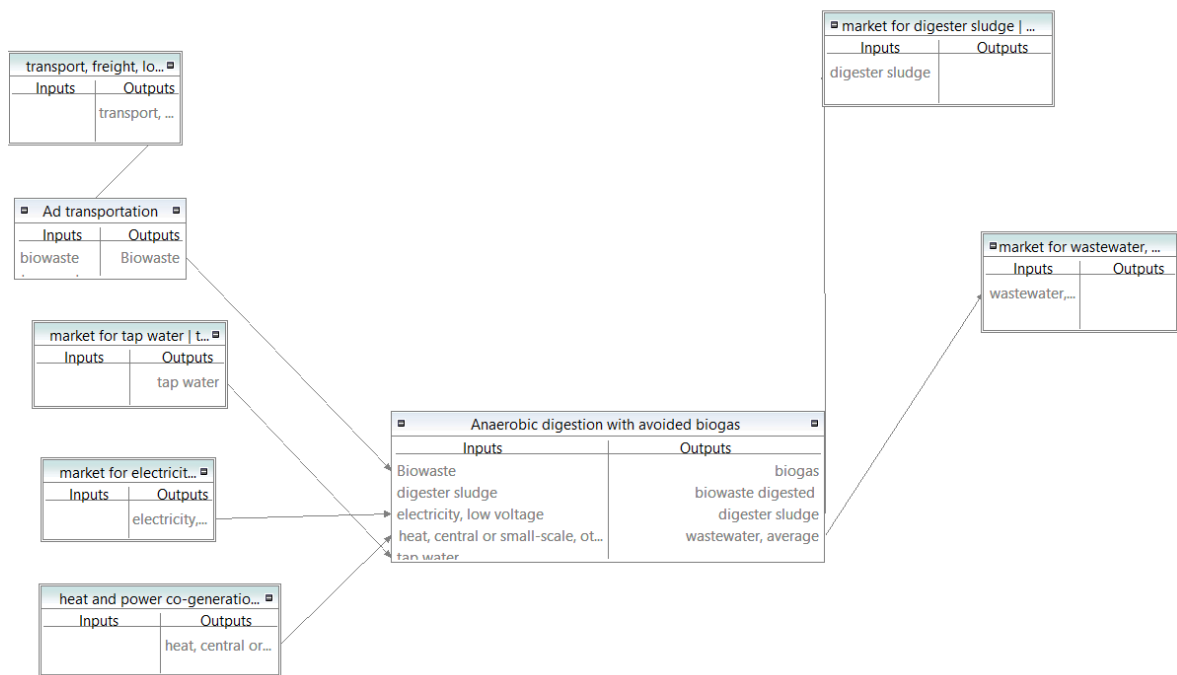 transport, freight, lo...
Inputs Outputs
transport, ...
Ad transportation
Inputs Outputs
biowaste Biowaste
market for tap water | t...
Inputs Outputs
tap water
market for electricit...
Inputs Outputs
electricity,...
heat and power co-generatio...
Inputs Outputs
heat, central or...
Anaerobic digestion with avoided biogas
Inputs Outputs
Biowaste biogas
digester sludge biowaste digested
electricity, low voltage digester sludge
heat, central or small-scale, ot... wastewater, average
tap water
market for digester sludge | ...
Inputs Outputs
digester sludge
market for wastewater, ...
Inputs Outputs
wastewater,...